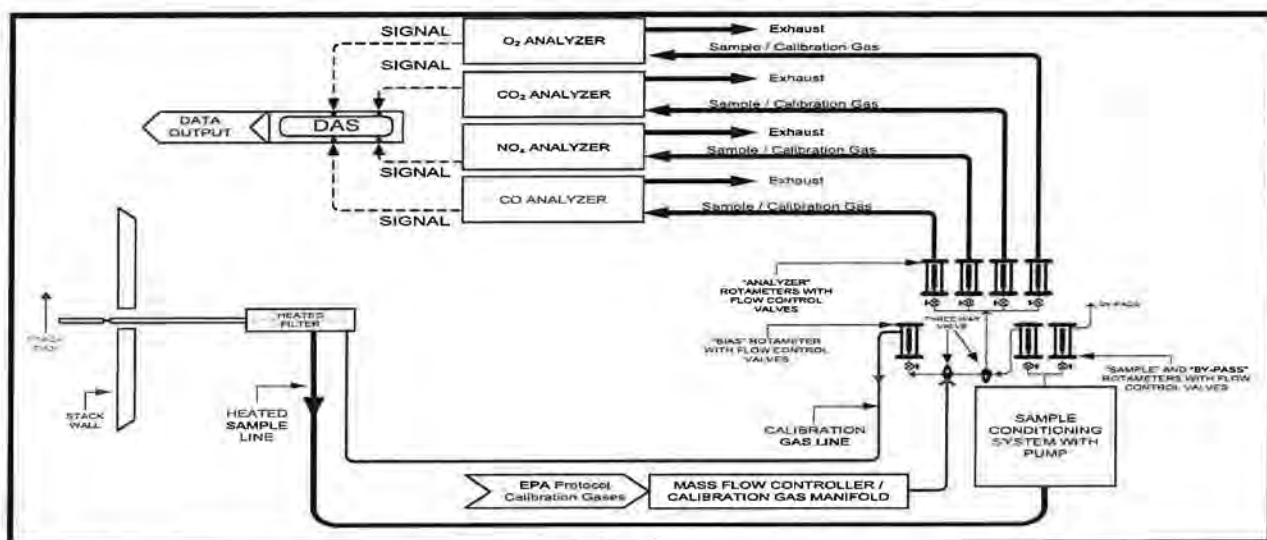 SIGNAL
O₂ ANALYZER
Exhaust
Sample / Calibration Gas
SIGNAL
CO₂ ANALYZER
Exhaust
Sample / Calibration Gas
DATA
OUTPUT
DAS
NOₓ ANALYZER
Exhaust
Sample / Calibration Gas
SIGNAL
CO ANALYZER
Exhaust
Sample / Calibration Gas
SIGNAL
"ANALYZER"
ROTAMETERS WITH
FLOW CONTROL
VALVES
BY-PASS
HEATED
FILTER
THREE WAY
VALVE
"BIAS" ROTAMETER
WITH FLOW CONTROL
VALVES
"SAMPLE" AND "BY-PASS"
ROTAMETERS WITH FLOW
CONTROL VALVES
STACK
WALL
HEATED
SAMPLE
LINE
CALIBRATION
GAS LINE
SAMPLE
CONDITIONING
SYSTEM WITH
PUMP
EPA Protocol
Calibration Gases
MASS FLOW CONTROLLER /
CALIBRATION GAS MANIFOLD